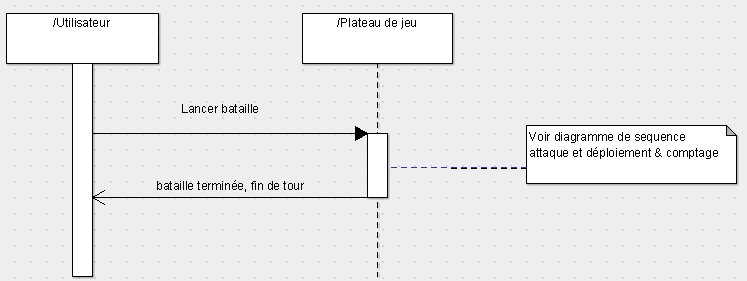 /Utilisateur
/Plateau de jeu
Lancer bataille
Voir diagramme de sequence
attaque et déploiement & comptage
bataille terminée, fin de tour